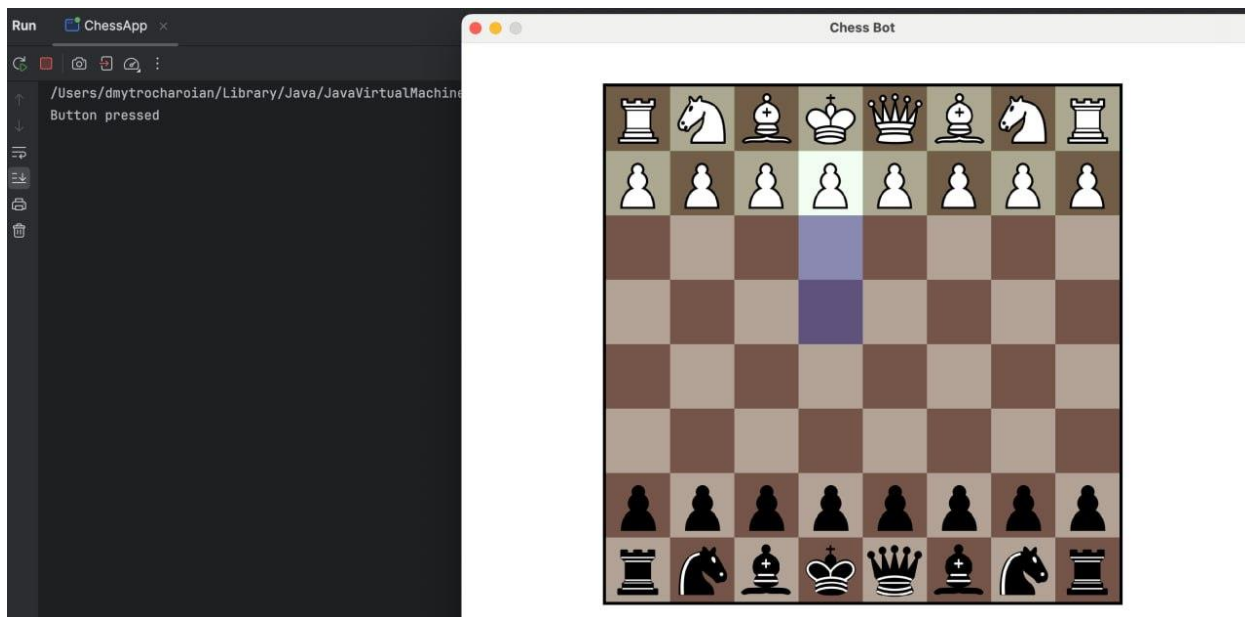 Run ChessApp
Chess Bot
/Users/dmytrocharoian/Library/Java/JavaVirtualMachine
Button pressed